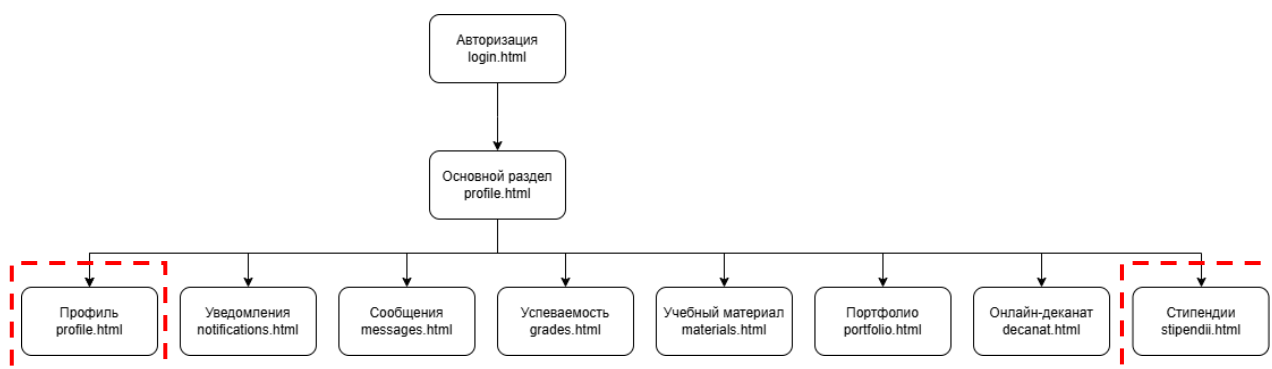 Авторизация
login.html
Основной раздел
profile.html
Профиль
profile.html
Уведомления
notifications.html
Сообщения
messages.html
Успеваемость
grades.html
Учебный материал
materials.html
Портфолио
portfolio.html
Онлайн-деканат
decanat.html
Стипендии
stipendii.html